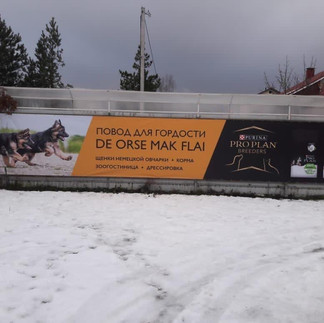 ПОВОД ДЛЯ ГОРДОСТИ
DE ORSE MAK FLAI
ЩЕНКИ НЕМЕЦКОЙ ОВЧАРКИ • КОРМА
ЗООГОСТИНИЦА • ДРЕССИРОВКА
PURINA
PRO PLAN
BREEDERS